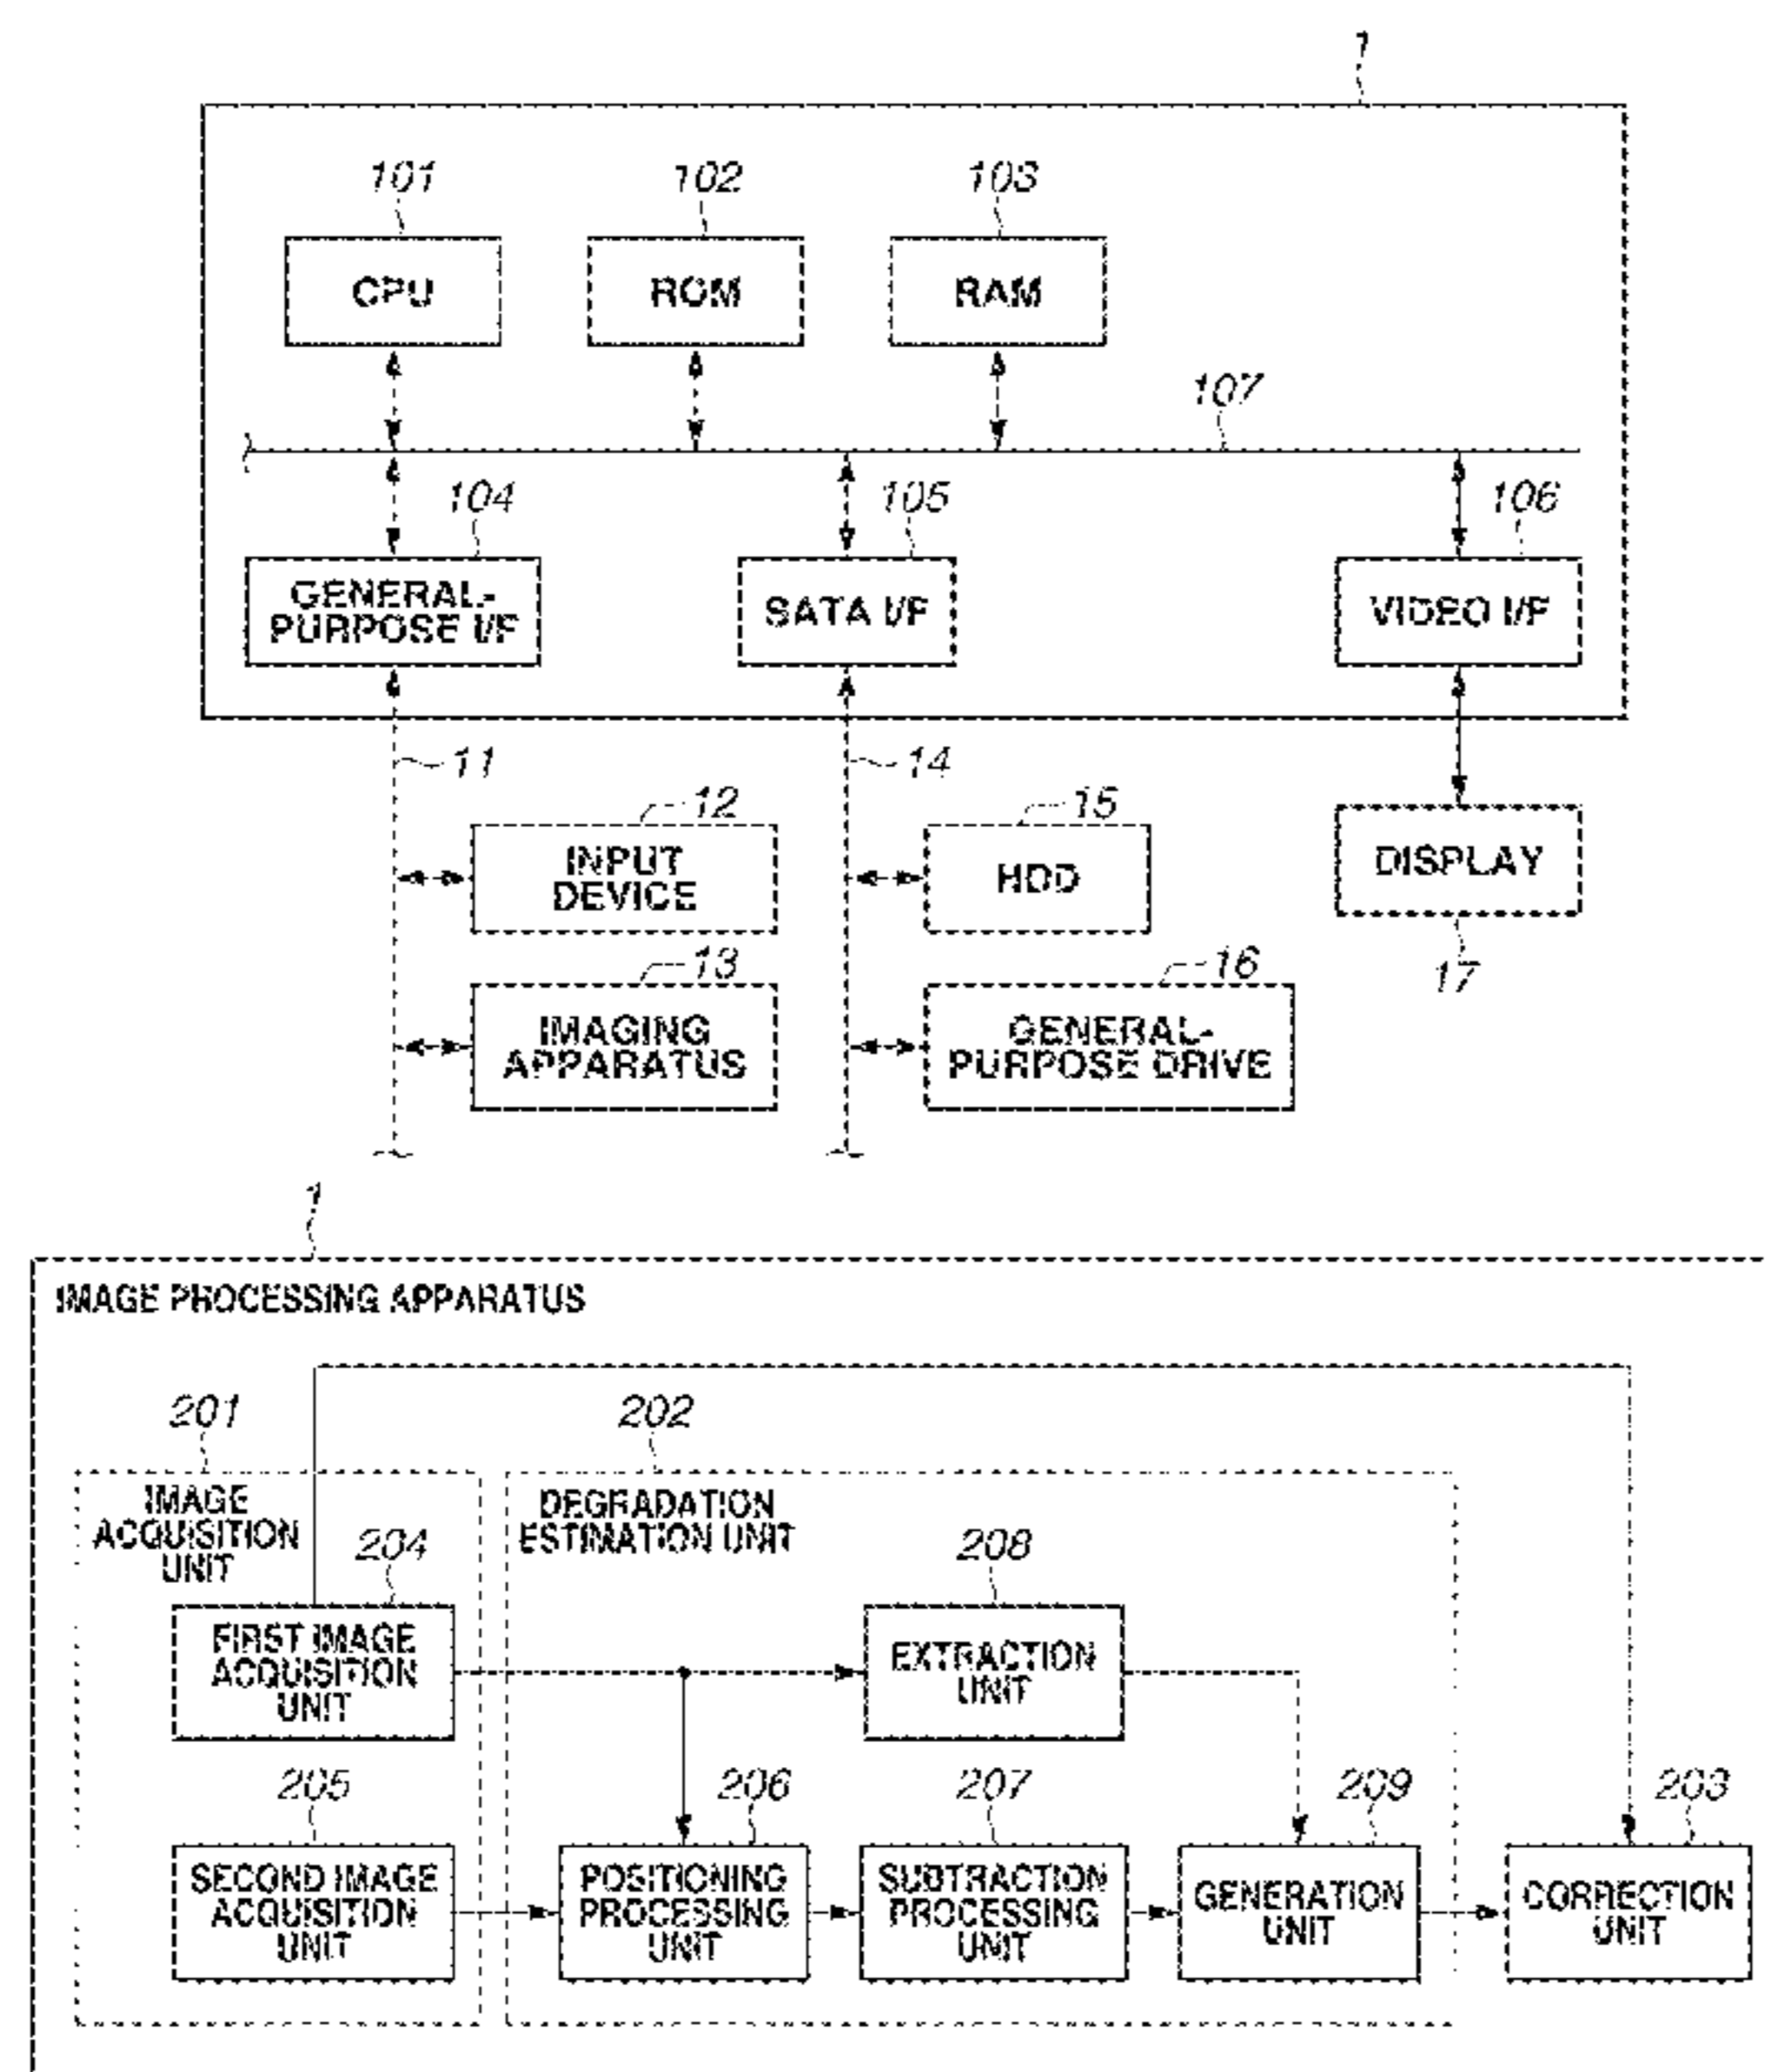 1
101
102
103
CPU
ROM
RAM
107
104
105
106
GENERAL-
PURPOSE I/F
SATA I/F
VIDEO I/F
11
14
12
15
INPUT
DEVICE
HDD
DISPLAY
13
16
17
IMAGING
APPARATUS
GENERAL-
PURPOSE DRIVE
1
IMAGE PROCESSING APPARATUS
201
202
IMAGE
ACQUISITION
UNIT
DEGRADATION
ESTIMATION UNIT
204
208
FIRST IMAGE
ACQUISITION
UNIT
EXTRACTION
UNIT
205
206
207
209
203
SECOND IMAGE
ACQUISITION
UNIT
POSITIONING
PROCESSING
UNIT
SUBTRACTION
PROCESSING
UNIT
GENERATION
UNIT
CORRECTION
UNIT